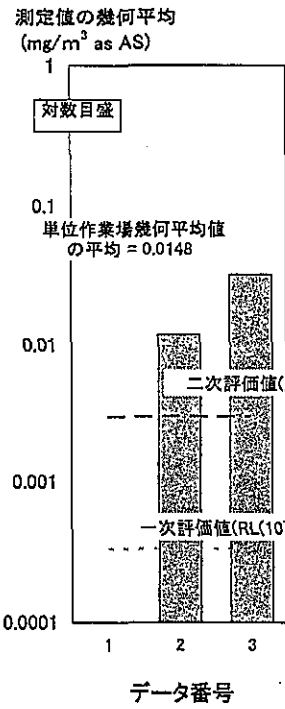 測定値の幾何平均
(mg/m³ as AS)
1
対数目盛
0.1
単位作業場幾何平均値
の平均 = 0.0148
0.01
二次評価値(
0.001
一次評価値(RL(10
0.0001
1 2 3
データ番号